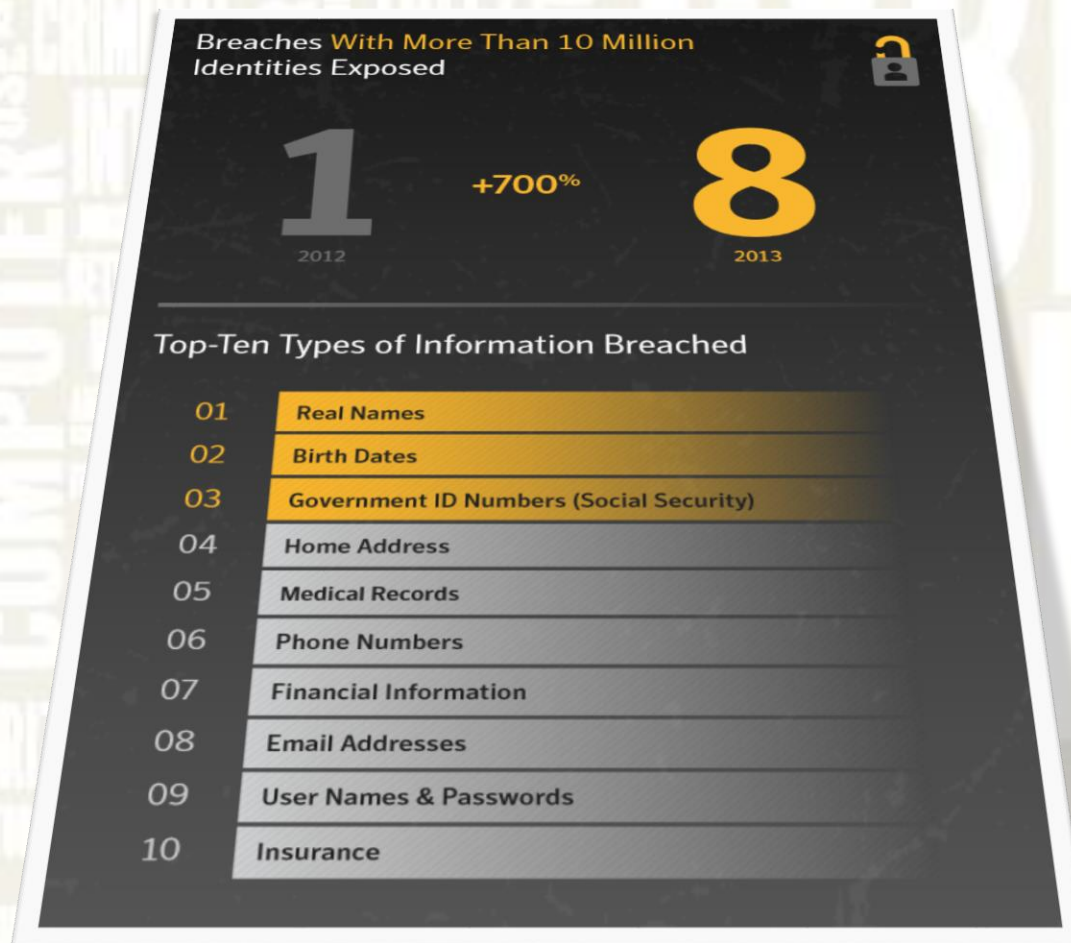 Breaches With More Than 10 Million
Identities Exposed
1
+700%
8
2012
2013
Top-Ten Types of Information Breached
01 Real Names
02 Birth Dates
03 Government ID Numbers (Social Security)
04 Home Address
05 Medical Records
06 Phone Numbers
07 Financial Information
08 Email Addresses
09 User Names & Passwords
10 Insurance